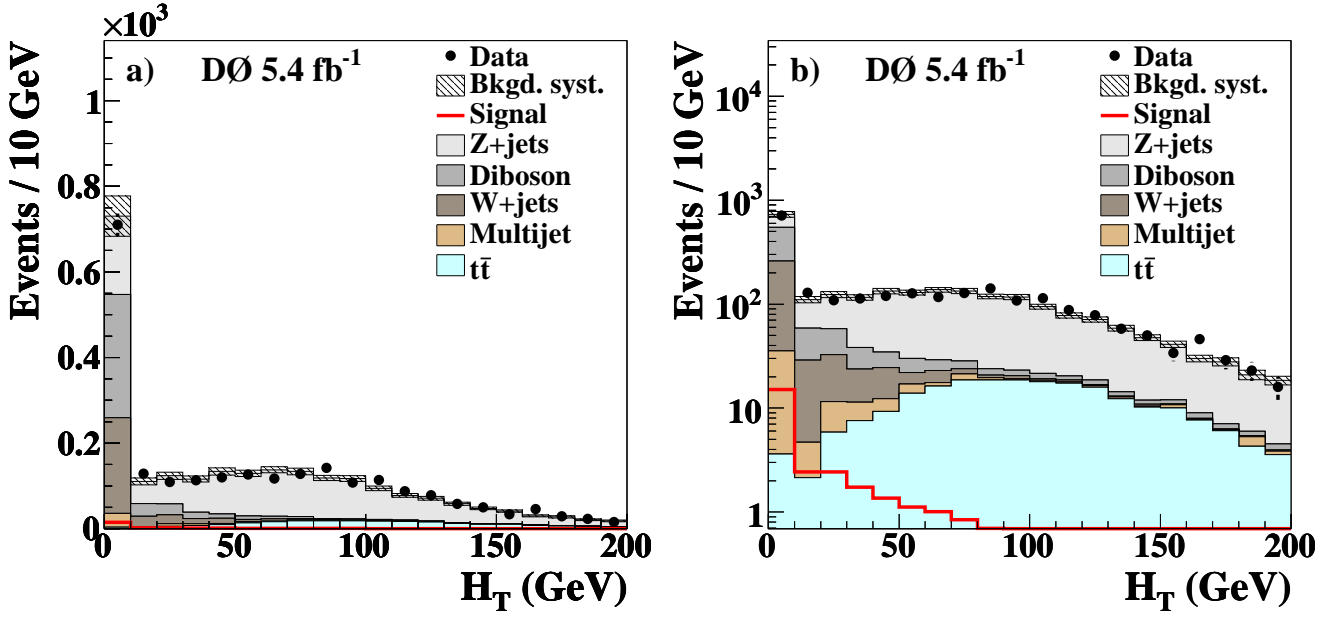 ×10³
Events / 10 GeV
a) DØ 5.4 fb⁻¹
Data
Bkgd. syst.
Signal
Z+jets
Diboson
W+jets
Multijet
tt̄
1
0.8
0.6
0.4
0.2
0
0 50 100 150 200
H_T (GeV)
Events / 10 GeV
b) DØ 5.4 fb⁻¹
Data
Bkgd. syst.
Signal
Z+jets
Diboson
W+jets
Multijet
tt̄
10⁴
10³
10²
10
1
0 50 100 150 200
H_T (GeV)